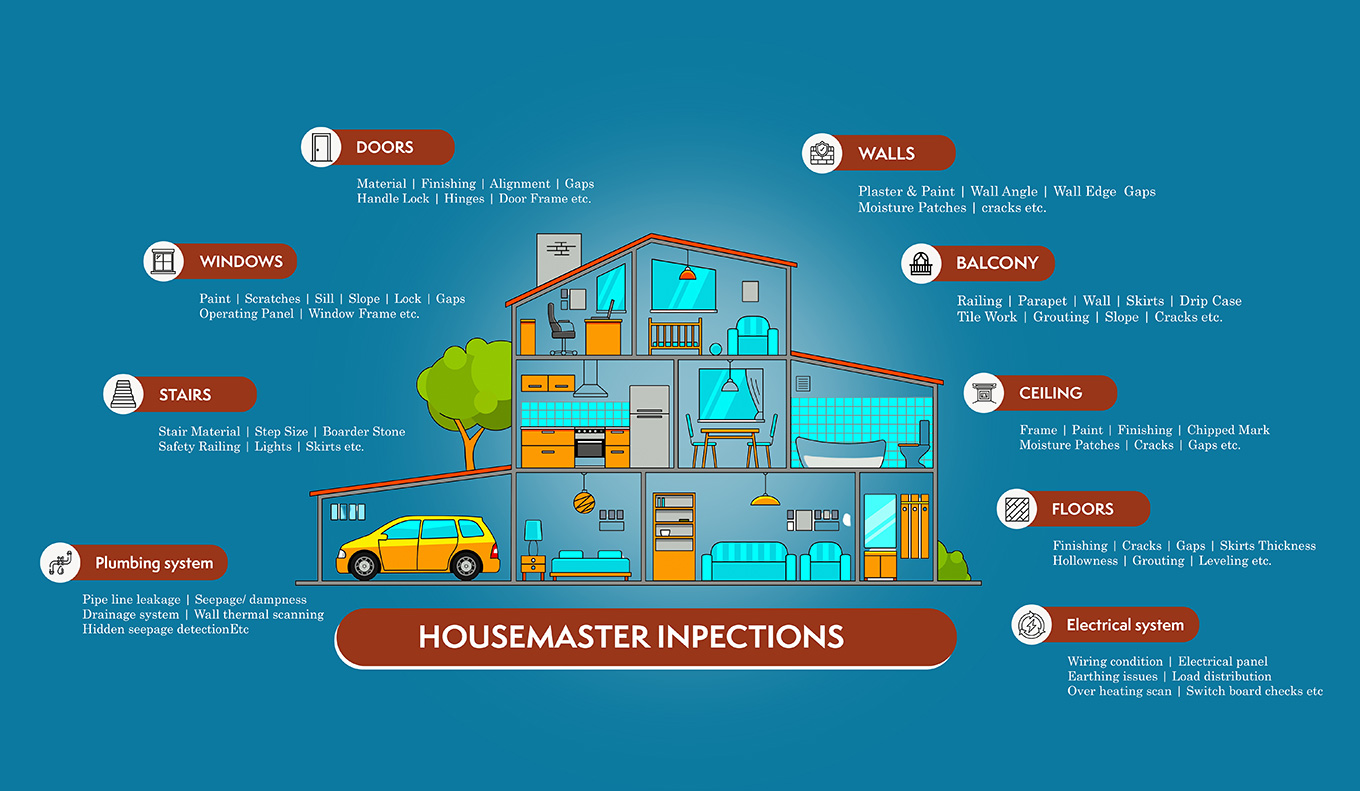 DOORS
Material | Finishing | Alignment | Gaps
Handle Lock | Hinges | Door Frame etc.
WINDOWS
Paint | Scratches | Sill | Slope | Lock | Gaps
Operating Panel | Window Frame etc.
STAIRS
Stair Material | Step Size | Boarder Stone
Safety Railing | Lights | Skirts etc.
Plumbing system
Pipe line leakage | Seepage/ dampness
Drainage system | Wall thermal scanning
Hidden seepage detectionEtc
WALLS
Plaster & Paint | Wall Angle | Wall Edge  Gaps
Moisture Patches | cracks etc.
BALCONY
Railing | Parapet | Wall | Skirts | Drip Case
Tile Work | Grouting | Slope | Cracks etc.
CEILING
Frame | Paint | Finishing | Chipped Mark
Moisture Patches | Cracks | Gaps etc.
FLOORS
Finishing | Cracks | Gaps | Skirts Thickness
Hollowness | Grouting | Leveling etc.
Electrical system
Wiring condition | Electrical panel
Earthing issues | Load distribution
Over heating scan | Switch board checks etc
HOUSEMASTER INPECTIONS